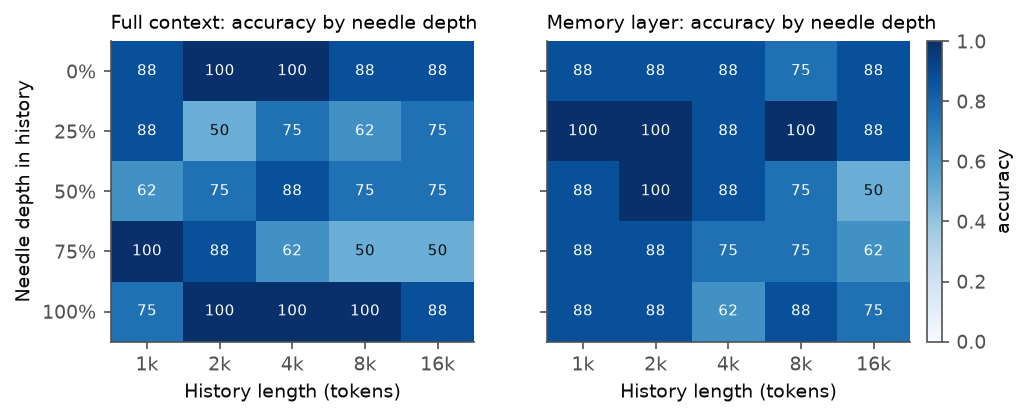 Full context: accuracy by needle depth
Memory layer: accuracy by needle depth
Needle depth in history
0% 88 100 100 88 88
25% 88 50 75 62 75
50% 62 75 88 75 75
75% 100 88 62 50 50
100% 75 100 100 100 88
1k 2k 4k 8k 16k
History length (tokens)
88 88 88 75 88
100 100 88 100 88
88 100 88 75 50
88 88 75 75 62
88 88 62 88 75
1k 2k 4k 8k 16k
History length (tokens)
1.0
0.8
0.6
0.4
0.2
0.0
accuracy